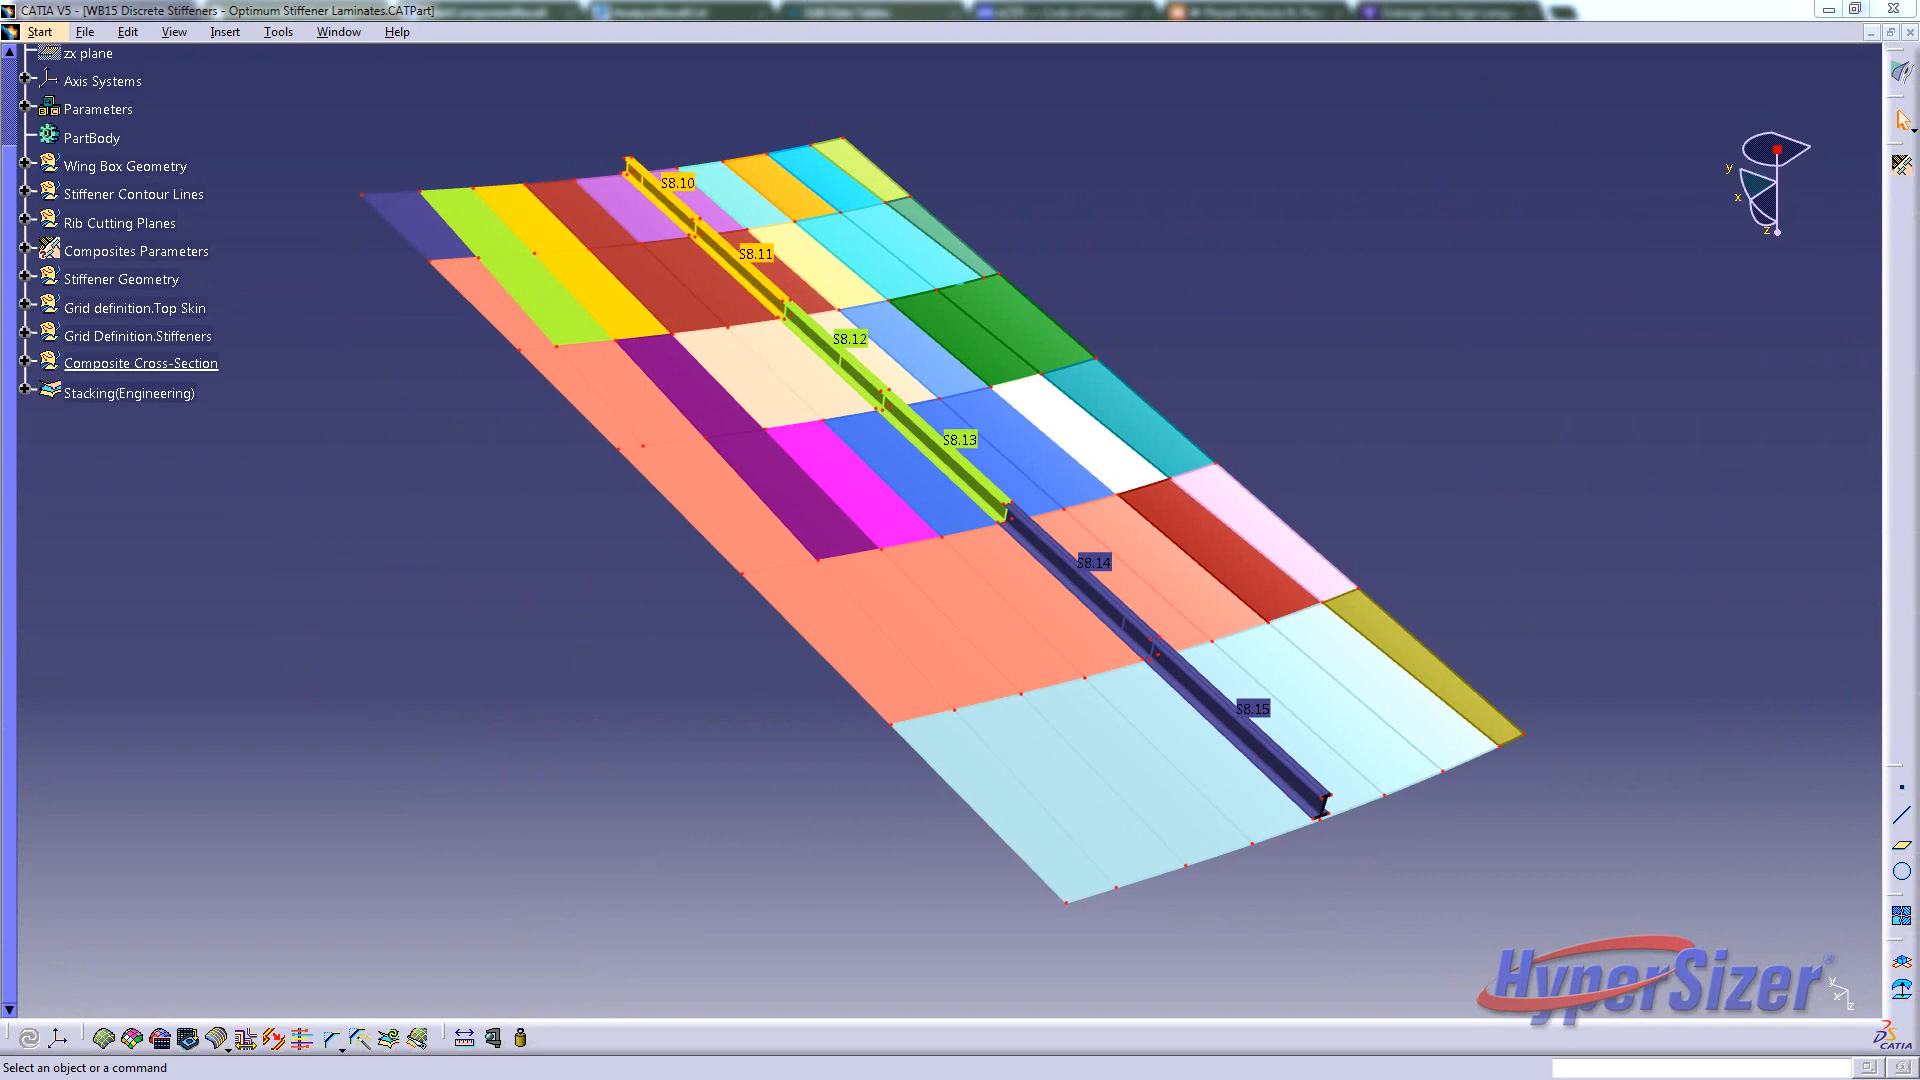 CATIA V5 - [WB15 Discrete Stiffeners - Optimum Stiffener Laminates.CATPart]
Start File Edit View Insert Tools Window Help
zx plane
Axis Systems
Parameters
PartBody
Wing Box Geometry
Stiffener Contour Lines
Rib Cutting Planes
Composites Parameters
Stiffener Geometry
Grid definition.Top Skin
Grid Definition.Stiffeners
Composite Cross-Section
Stacking(Engineering)
S8.10
S8.11
S8.12
S8.13
S8.14
S8.15
y
x
z
HyperSizer®
y
x
z
CATIA
Select an object or a command